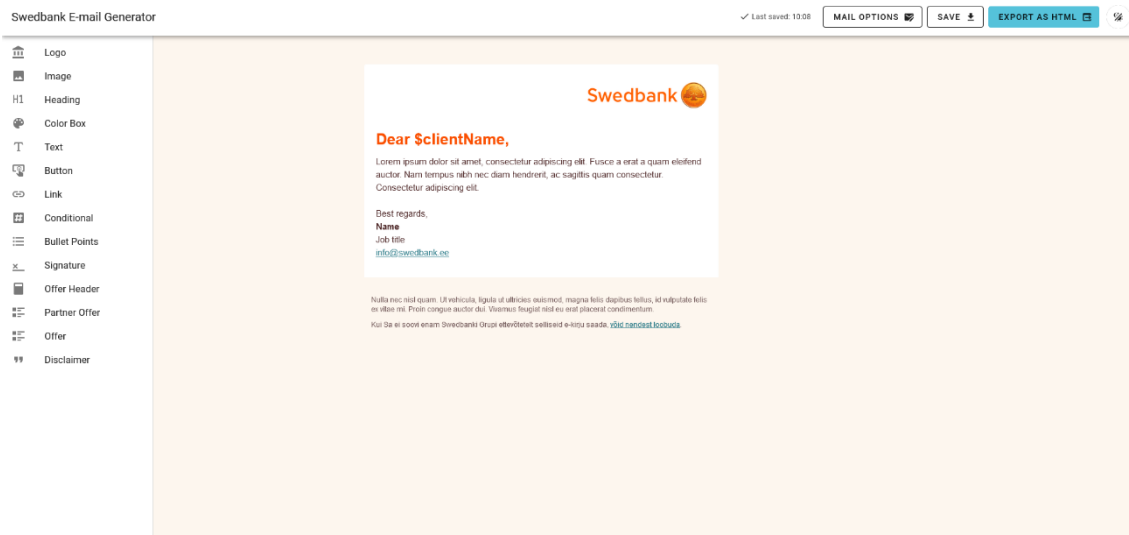 Swedbank E-mail Generator
Last saved: 10:08
MAIL OPTIONS
SAVE
EXPORT AS HTML
Logo
Image
H1 Heading
Color Box
Text
Button
Link
Conditional
Bullet Points
Signature
Offer Header
Partner Offer
Offer
Disclaimer
Swedbank
Dear $clientName,
Lorem ipsum dolor sit amet, consectetur adipiscing elit. Fusce a erat a quam eleifend
auctor. Nam tempus nibh nec diam hendrerit, ac sagittis quam consectetur.
Consectetur adipiscing elit.
Best regards,
Name
Job title
info@swedbank.ee
Nulla nec nisl quam. Ut vehicula, ligula ut ultricies euismod, magna felis dapibus tellus, id vulputate felis
ex vitae mi. Proin congue auctor dui. Vivamus feugiat nisl eu erat placerat condimentum.
Kui Sa ei soovi enam Swedbanki Grupi ettevõtetelt selliseid e-kirju saada, võid nendest loobuda.